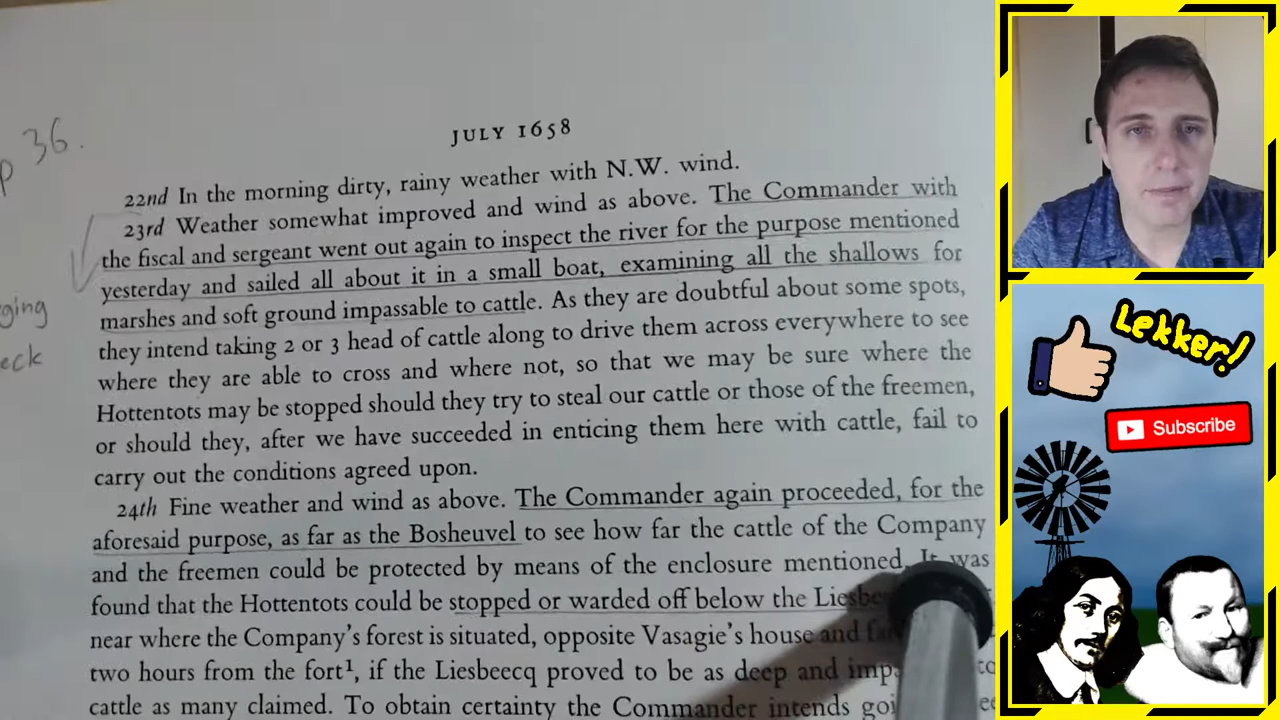 p 36.
JULY 1658
22nd In the morning dirty, rainy weather with N.W. wind.
23rd Weather somewhat improved and wind as above. The Commander with
the fiscal and sergeant went out again to inspect the river for the purpose mentioned
yesterday and sailed all about it in a small boat, examining all the shallows for
marshes and soft ground impassable to cattle. As they are doubtful about some spots,
they intend taking 2 or 3 head of cattle along to drive them across everywhere to see
where they are able to cross and where not, so that we may be sure where the
Hottentots may be stopped should they try to steal our cattle or those of the freemen,
or should they, after we have succeeded in enticing them here with cattle, fail to
carry out the conditions agreed upon.
24th Fine weather and wind as above. The Commander again proceeded, for the
aforesaid purpose, as far as the Bosheuvel to see how far the cattle of the Company
and the freemen could be protected by means of the enclosure mentioned. It was
found that the Hottentots could be stopped or warded off below the
near where the Company's forest is situated, opposite Vasagie's house and
two hours from the fort¹, if the Liesbeecq proved to be as deep and to
cattle as many claimed. To obtain certainty the Commander intends
ging
eck
Lekker!
Subscribe